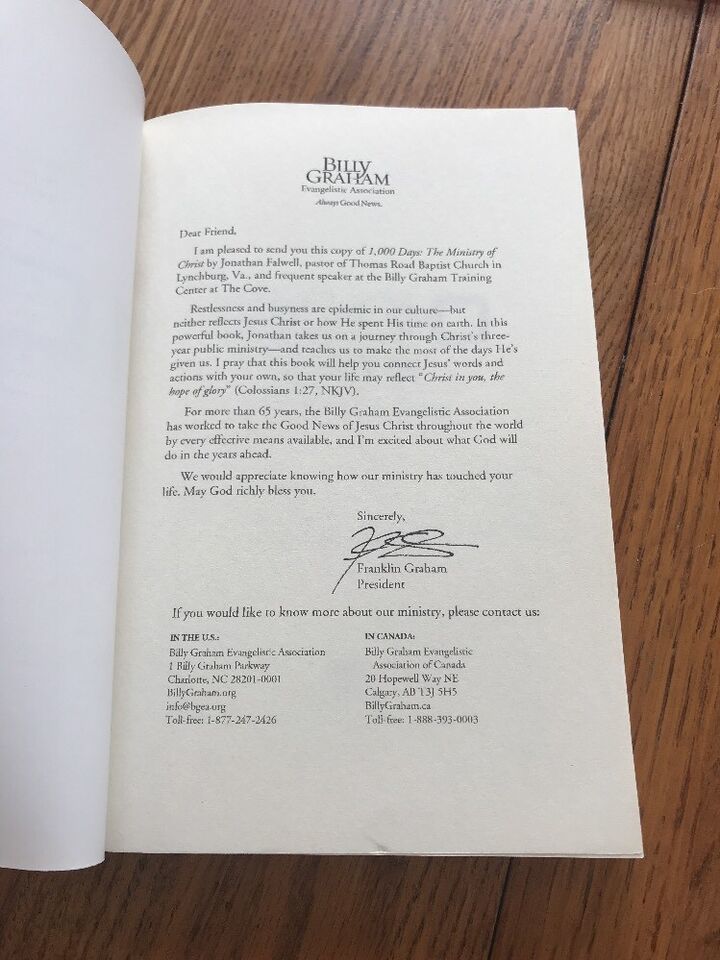 BILLY
GRAHAM
Evangelistic Association
Always Good News.
Dear Friend,
I am pleased to send you this copy of 1,000 Days: The Ministry of
Christ by Jonathan Falwell, pastor of Thomas Road Baptist Church in
Lynchburg, Va., and frequent speaker at the Billy Graham Training
Center at The Cove.
Restlessness and busyness are epidemic in our culture—but
neither reflects Jesus Christ or how He spent His time on earth. In this
powerful book, Jonathan takes us on a journey through Christ's three-
year public ministry—and teaches us to make the most of the days He's
given us. I pray that this book will help you connect Jesus' words and
actions with your own, so that your life may reflect "Christ in you, the
hope of glory" (Colossians 1:27, NKJV).
For more than 65 years, the Billy Graham Evangelistic Association
has worked to take the Good News of Jesus Christ throughout the world
by every effective means available, and I'm excited about what God will
do in the years ahead.
We would appreciate knowing how our ministry has touched your
life. May God richly bless you.
Sincerely,
Franklin Graham
President
If you would like to know more about our ministry, please contact us:
IN THE U.S.:
Billy Graham Evangelistic Association
1 Billy Graham Parkway
Charlotte, NC 28201-0001
BillyGraham.org
info@bgea.org
Toll-free: 1-877-247-2426
IN CANADA:
Billy Graham Evangelistic
Association of Canada
20 Hopewell Way NE
Calgary, AB T3J 5H5
BillyGraham.ca
Toll-free: 1-888-393-0003